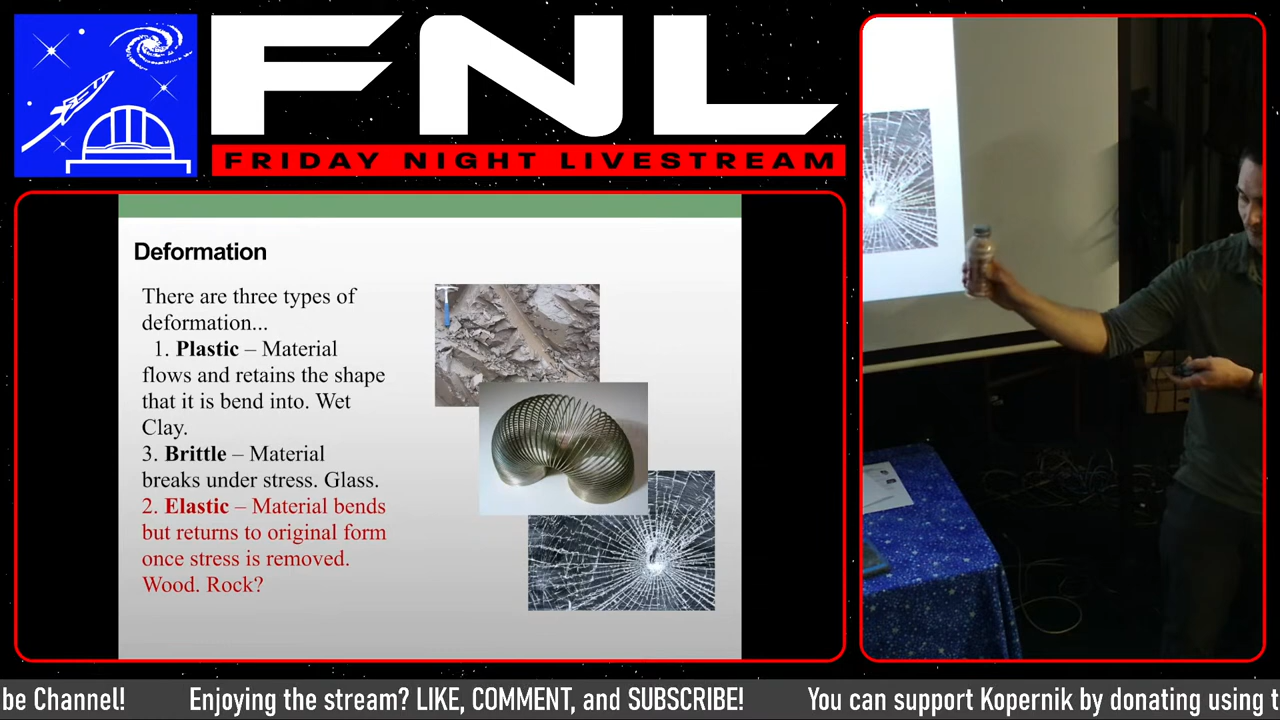 FNL
FRIDAY NIGHT LIVESTREAM
Deformation
There are three types of
deformation...
1. Plastic – Material
flows and retains the shape
that it is bend into. Wet
Clay.
3. Brittle – Material
breaks under stress. Glass.
2. Elastic – Material bends
but returns to original form
once stress is removed.
Wood. Rock?
be Channel! Enjoying the stream? LIKE, COMMENT, and SUBSCRIBE! You can support Kopernik by donating using t